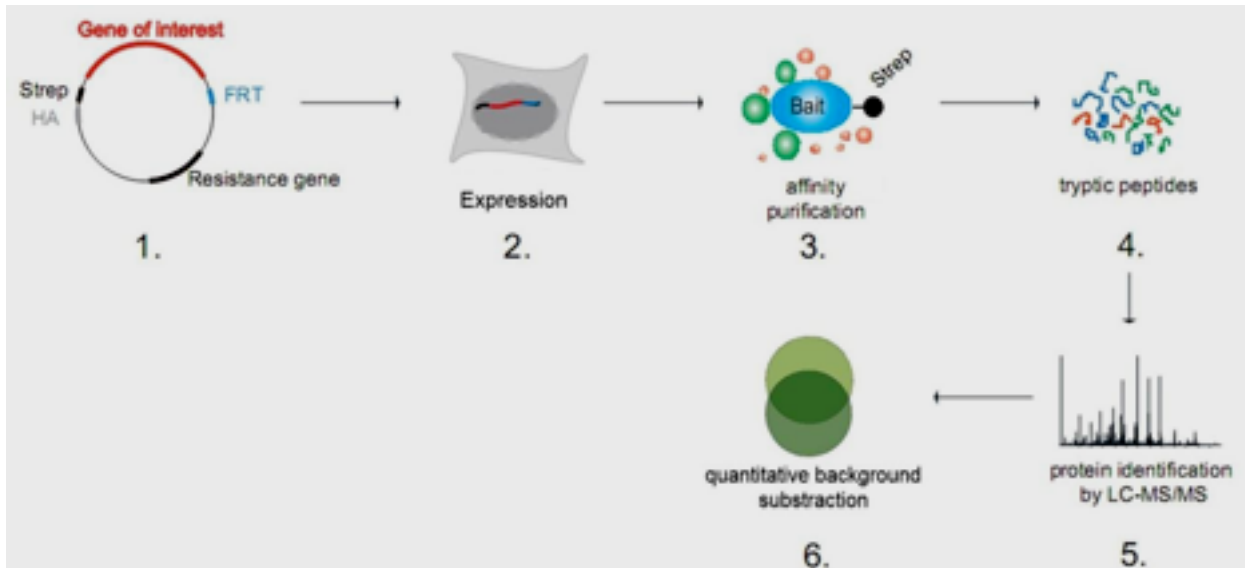 Gene of Interest
Strep
HA
FRT
Resistance gene
1.
Expression
2.
Bait
Strep
affinity
purification
3.
tryptic peptides
4.
protein identification
by LC-MS/MS
5.
quantitative background
substraction
6.